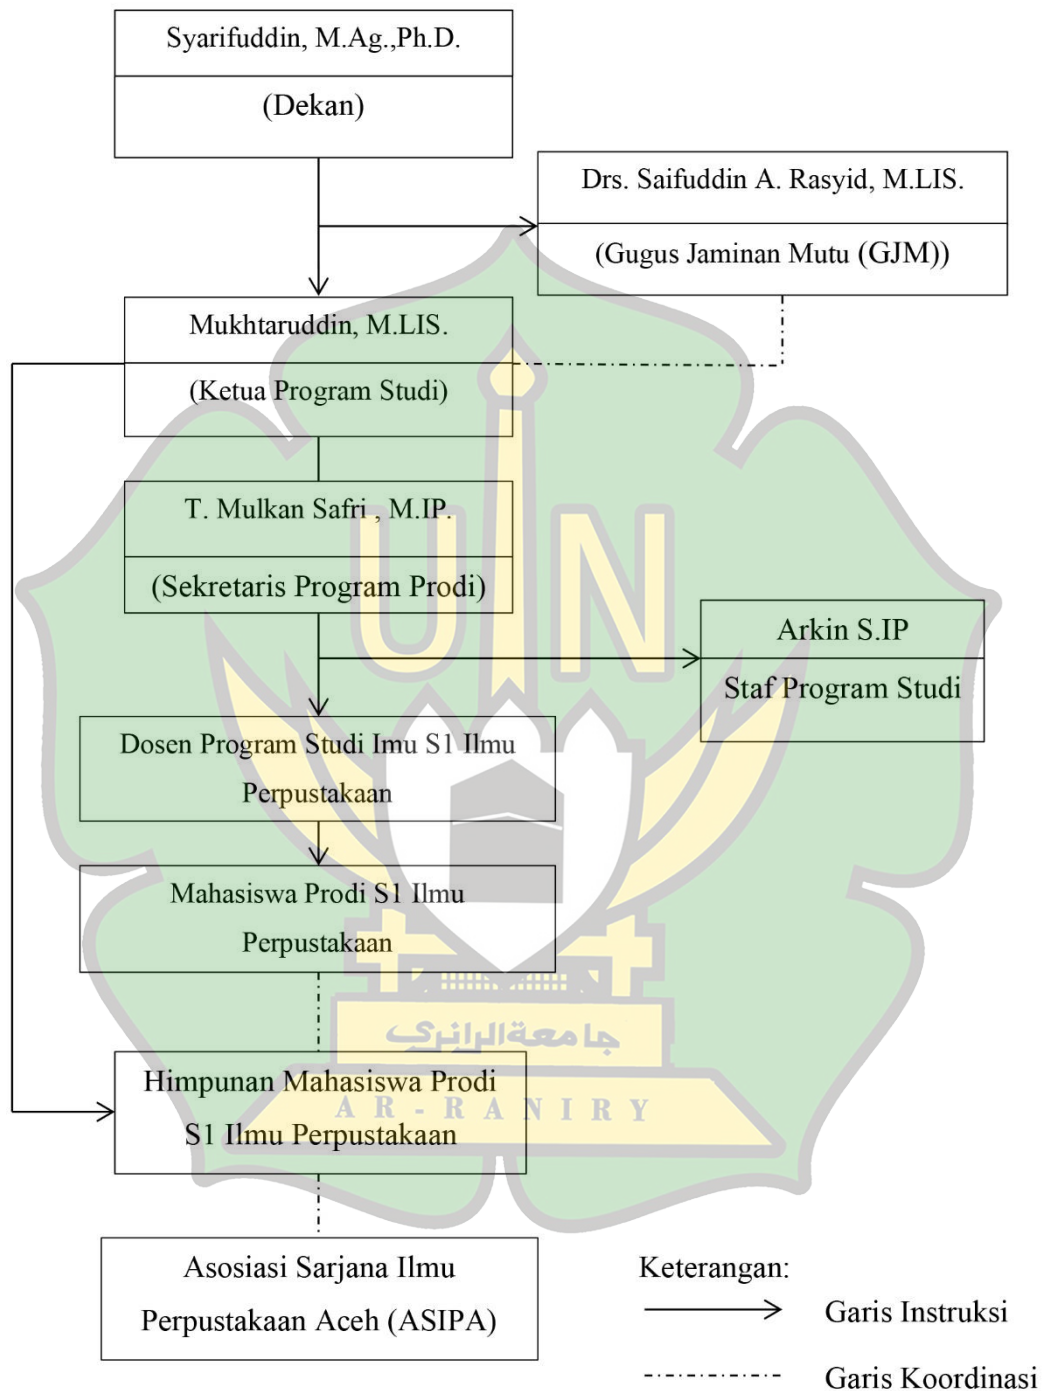 Syarifuddin, M.Ag.,Ph.D.
(Dekan)
Drs. Saifuddin A. Rasyid, M.LIS.
(Gugus Jaminan Mutu (GJM))
Mukhtaruddin, M.LIS.
(Ketua Program Studi)
T. Mulkan Safri , M.IP.
(Sekretaris Program Prodi)
UIN
Arkin S.IP
Staf Program Studi
Dosen Program Studi Imu S1 Ilmu
Perpustakaan
Mahasiswa Prodi S1 Ilmu
Perpustakaan
جامعة الرانري
Himpunan Mahasiswa Prodi
S1 Ilmu Perpustakaan
AR-RANIRY
Asosiasi Sarjana Ilmu
Perpustakaan Aceh (ASIPA)
Keterangan:
Garis Instruksi
Garis Koordinasi